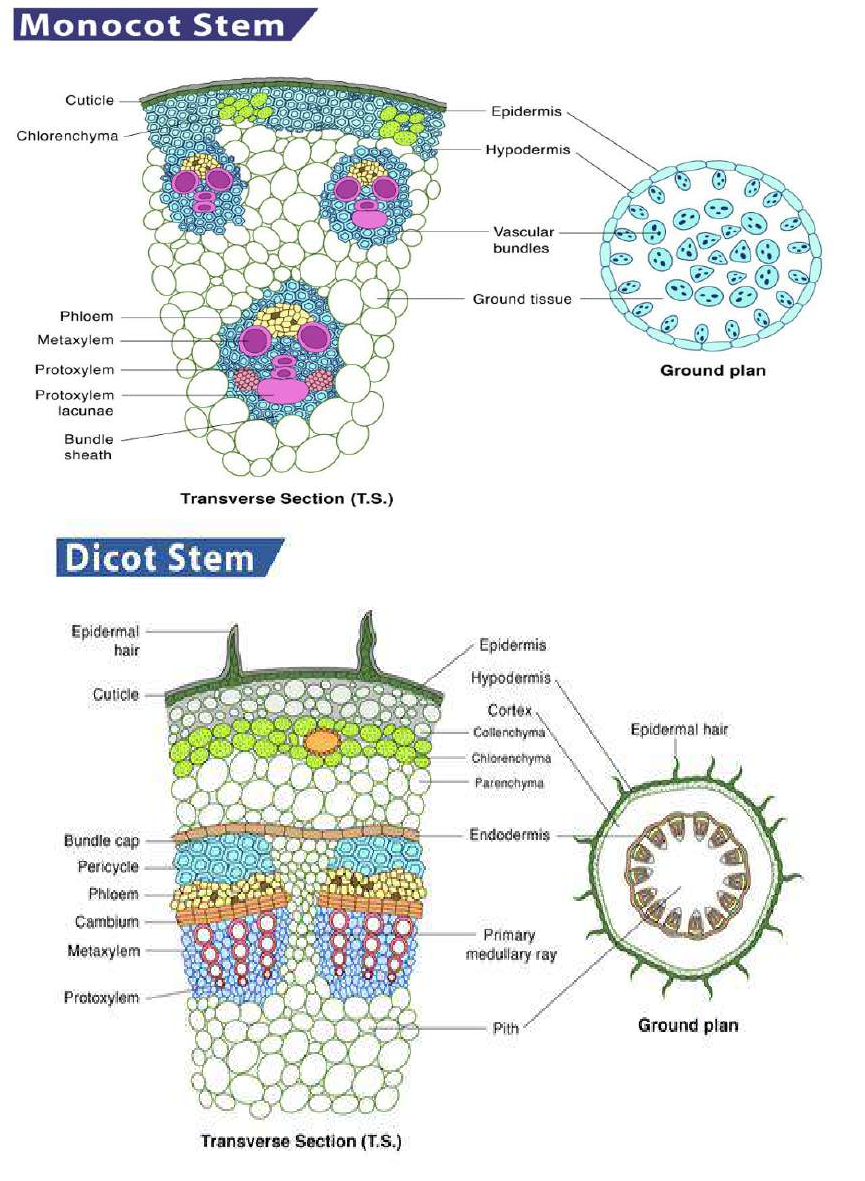 Monocot Stem
Cuticle
Chlorenchyma
Epidermis
Hypodermis
Vascular
bundles
Ground tissue
Phloem
Metaxylem
Protoxylem
Protoxylem
lacunae
Bundle
sheath
Ground plan
Transverse Section (T.S.)
Dicot Stem
Epidermal
hair
Cuticle
Epidermis
Hypodermis
Cortex
Collenchyma
Chlorenchyma
Parenchyma
Epidermal hair
Bundle cap
Pericycle
Phloem
Cambium
Metaxylem
Protoxylem
Endodermis
Primary
medullary ray
Pith
Ground plan
Transverse Section (T.S.)